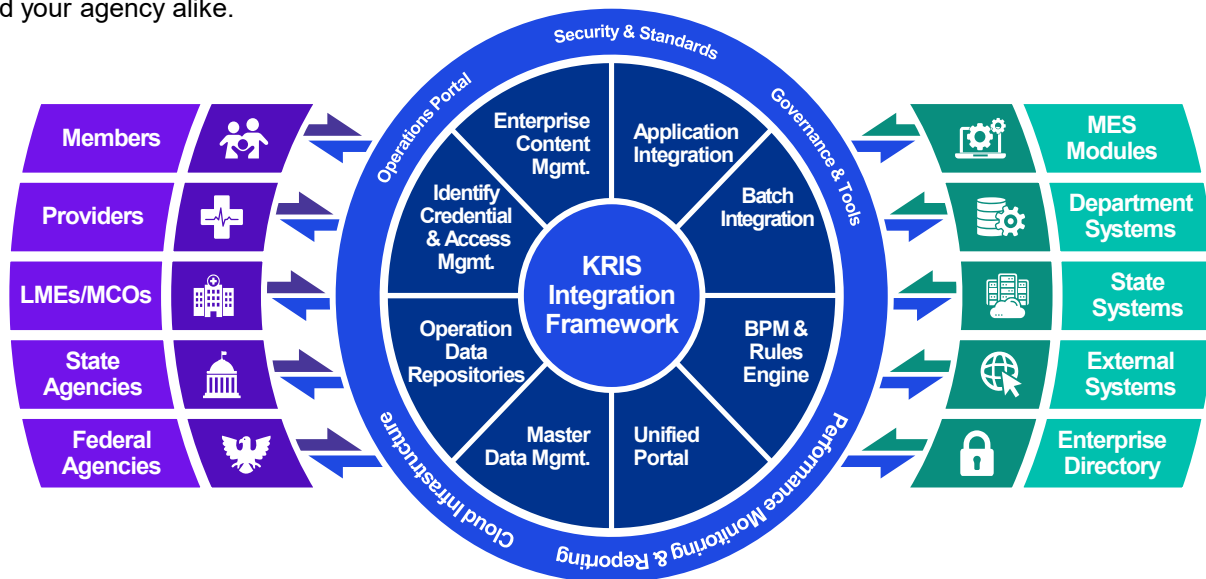 d your agency alike.
Security & Standards
Operations Portal
Governance & Tools
Cloud Infrastructure
Performance Monitoring & Reporting
Members
Providers
LMEs/MCOs
State
Agencies
Federal
Agencies
Enterprise
Content
Mgmt.
Application
Integration
Identify
Credential
& Access
Mgmt.
Batch
Integration
KRIS
Integration
Framework
Operation
Data
Repositories
BPM &
Rules
Engine
Master
Data Mgmt.
Unified
Portal
MES
Modules
Department
Systems
State
Systems
External
Systems
Enterprise
Directory